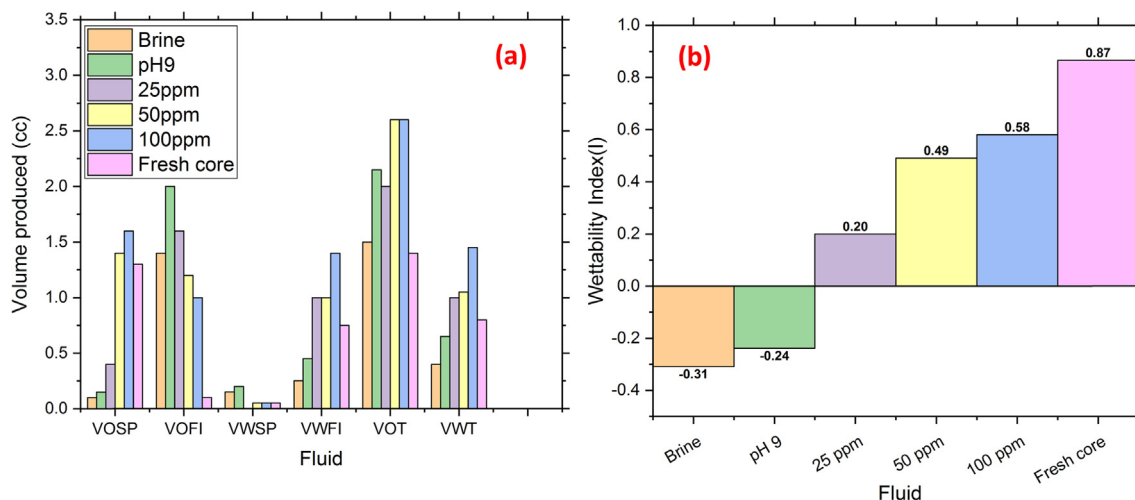 (a)
Brine
pH9
25ppm
50ppm
100ppm
Fresh core
Volume produced (cc)
3.5
3.0
2.5
2.0
1.5
1.0
0.5
0.0
VOSP VOFI VWSP VWFI VOT VWT
Fluid
(b)
Wettability Index(I)
1.0
0.8
0.6
0.4
0.2
0.0
-0.2
-0.4
-0.31
-0.24
0.20
0.49
0.58
0.87
Brine pH 9 25 ppm 50 ppm 100 ppm Fresh core
Fluid